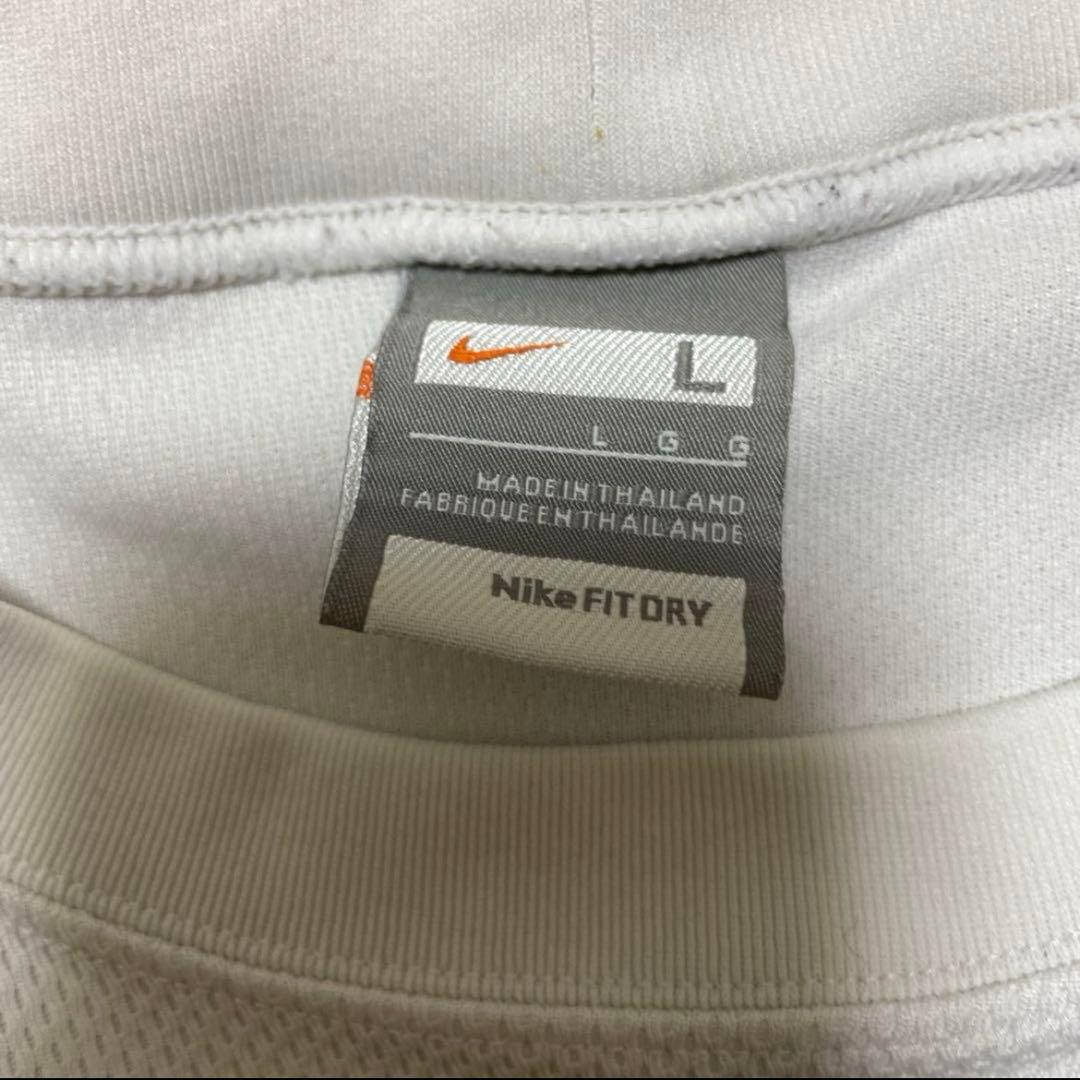 L
L G G
MADE IN THAILAND
FABRIQUE EN THAILANDE
Nike FIT DRY